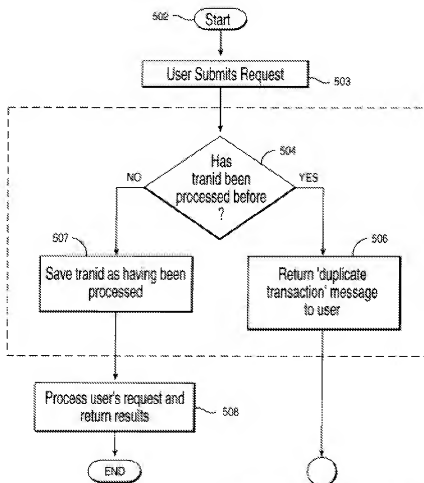 502
Start
User Submits Request
503
Has
tranid been
processed before
?
504
NO
YES
507
Save tranid as having been
processed
506
Return 'duplicate
transaction' message
to user
Process user's request and
return results
508
END